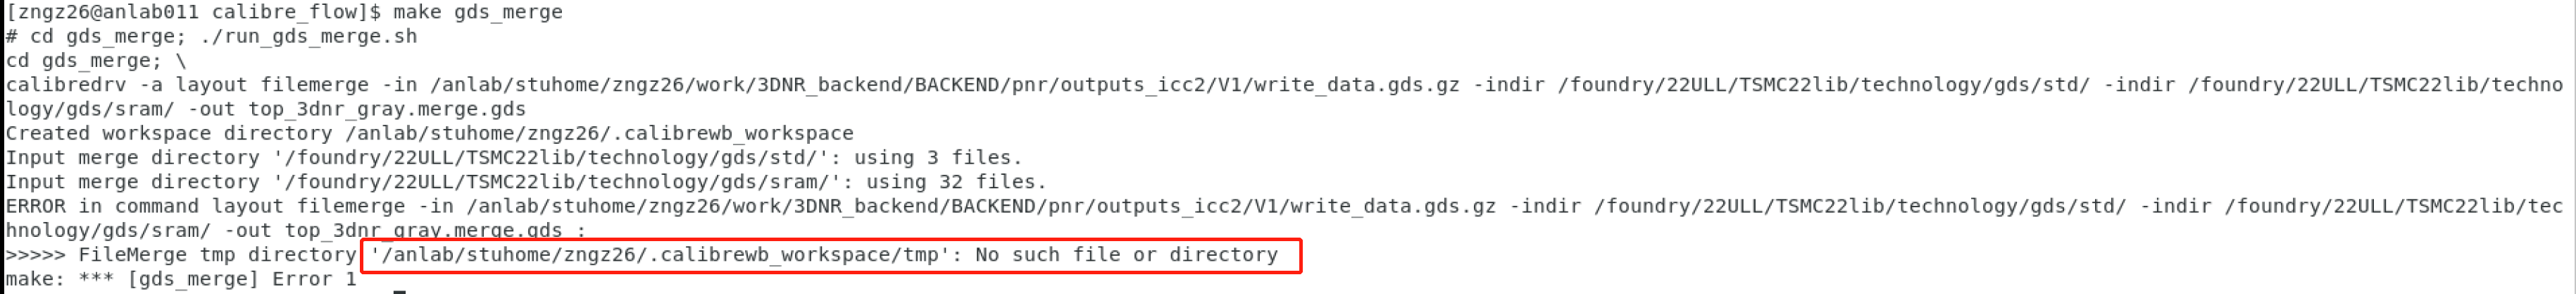 [zngz26@anlab011 calibre_flow]$ make gds_merge
# cd gds_merge; ./run_gds_merge.sh
cd gds_merge; \
calibredrv -a layout filemerge -in /anlab/stuhome/zngz26/work/3DNR_backend/BACKEND/pnr/outputs_icc2/V1/write_data.gds.gz -indir /foundry/22ULL/TSMC22lib/technology/gds/std/ -indir /foundry/22ULL/TSMC22lib/techno
logy/gds/sram/ -out top_3dnr_gray.merge.gds
Created workspace directory /anlab/stuhome/zngz26/.calibrewb_workspace
Input merge directory '/foundry/22ULL/TSMC22lib/technology/gds/std/': using 3 files.
Input merge directory '/foundry/22ULL/TSMC22lib/technology/gds/sram/': using 32 files.
ERROR in command layout filemerge -in /anlab/stuhome/zngz26/work/3DNR_backend/BACKEND/pnr/outputs_icc2/V1/write_data.gds.gz -indir /foundry/22ULL/TSMC22lib/technology/gds/std/ -indir /foundry/22ULL/TSMC22lib/tec
hnology/gds/sram/ -out top_3dnr_gray.merge.gds :
>>>>> FileMerge tmp directory '/anlab/stuhome/zngz26/.calibrewb_workspace/tmp': No such file or directory
make: *** [gds_merge] Error 1